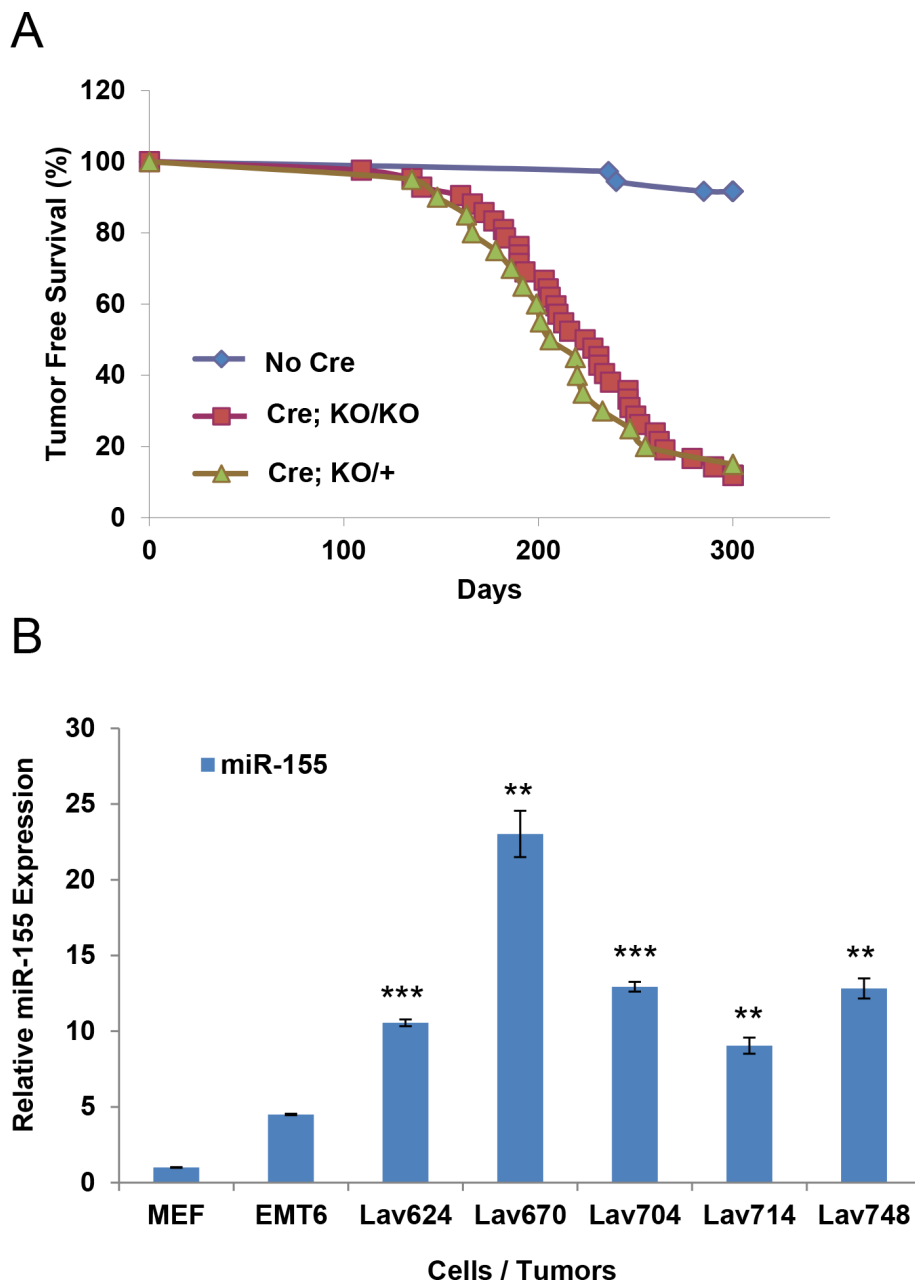 A
Tumor Free Survival (%)
120
100
80
60
40
20
0
No Cre
Cre; KO/KO
Cre; KO/+
0 100 200 300
Days
B
Relative miR-155 Expression
30
25
20
15
10
5
0
miR-155
*** ** *** ** **
MEF EMT6 Lav624 Lav670 Lav704 Lav714 Lav748
Cells / Tumors